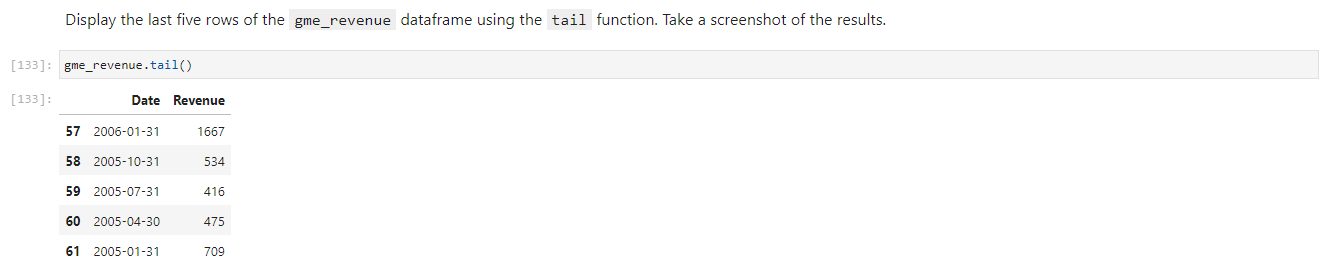 Display the last five rows of the gme_revenue dataframe using the tail function. Take a screenshot of the results.
[133]: gme_revenue.tail()
[133]: Date Revenue
57 2006-01-31 1667
58 2005-10-31 534
59 2005-07-31 416
60 2005-04-30 475
61 2005-01-31 709